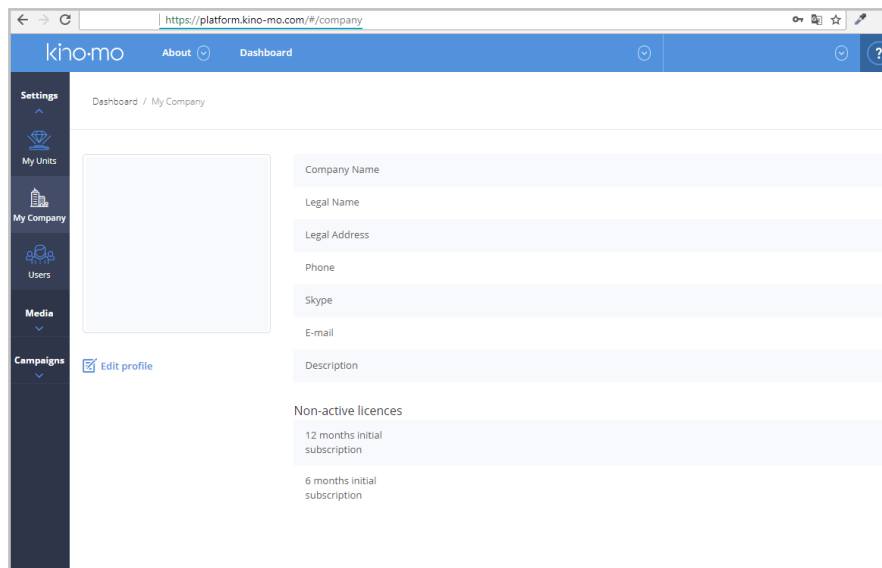 https://platform.kino-mo.com/#/company
kino·mo
About
Dashboard
?
Settings
Dashboard / My Company
My Units
My Company
Users
Media
Campaigns
Edit profile
Company Name
Legal Name
Legal Address
Phone
Skype
E-mail
Description
Non-active licences
12 months initial
subscription
6 months initial
subscription